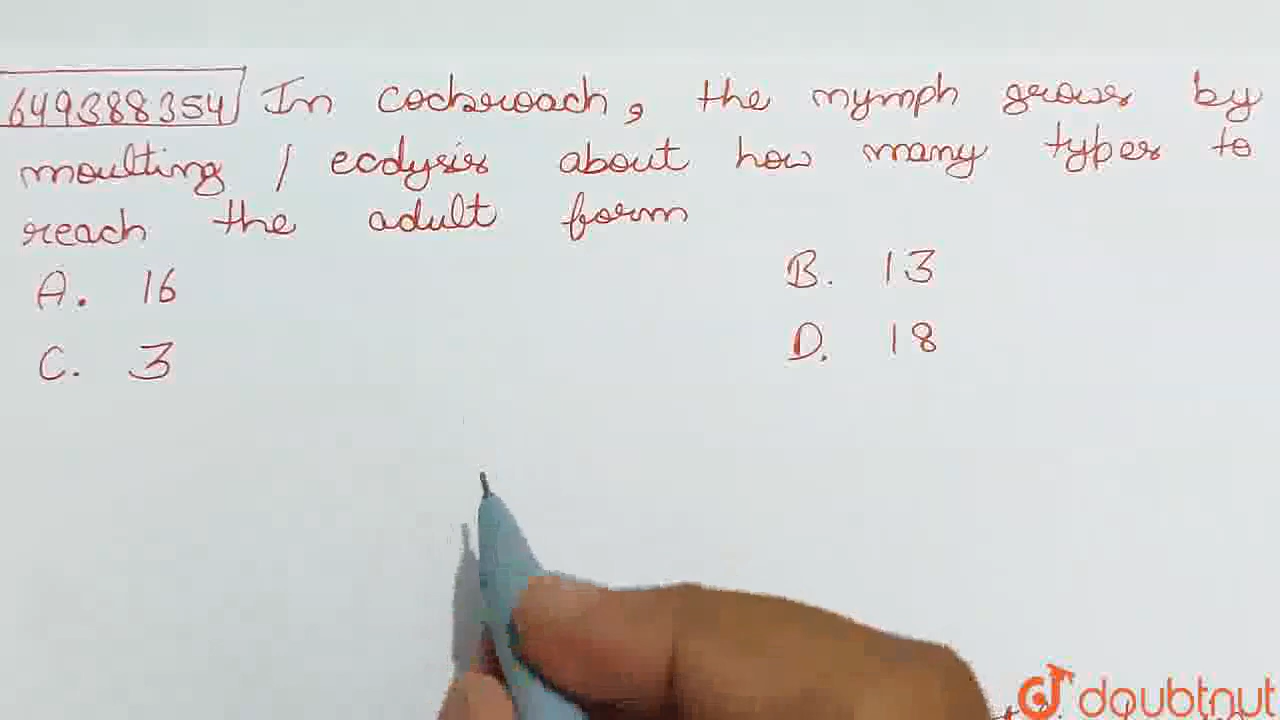 649388354 In cockroach, the nymph grows by
moulting / ecdysis about how many types to
reach the adult form
A. 16 B. 13
C. 3 D. 18
doubtnut